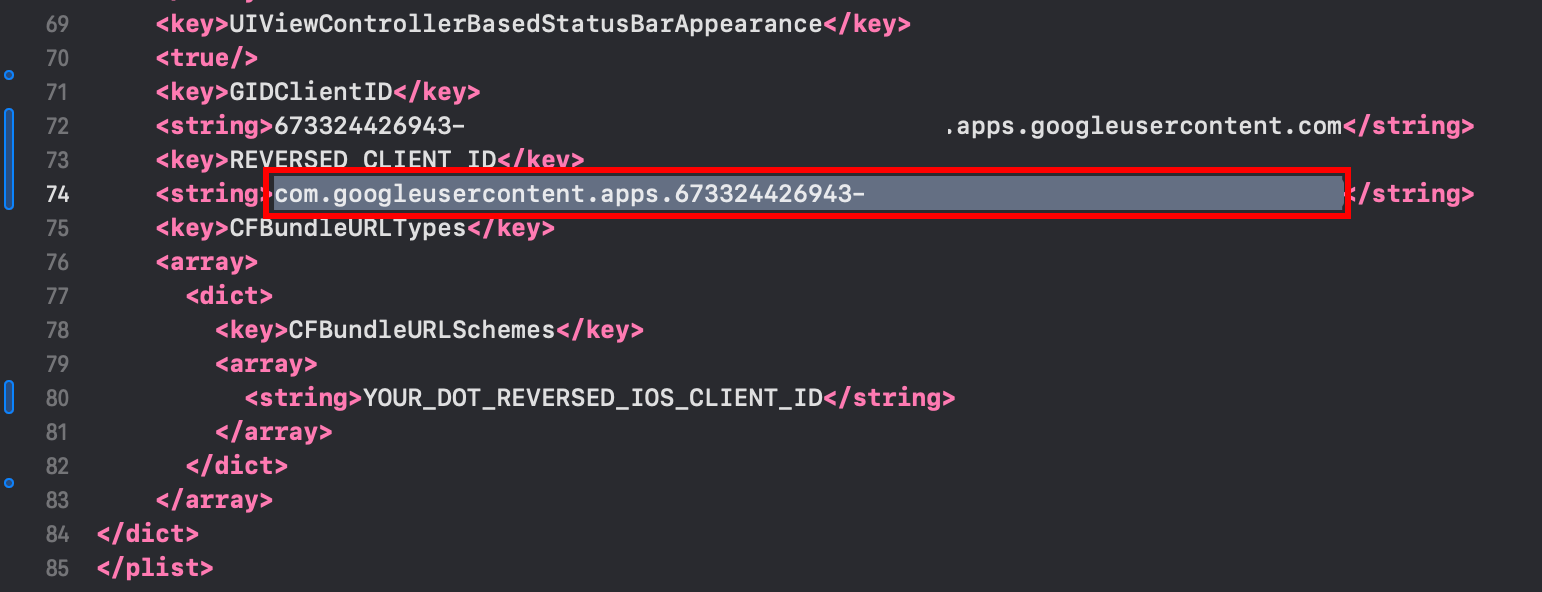 69 <key>UIViewControllerBasedStatusBarAppearance</key>
70 <true/>
71 <key>GIDClientID</key>
72 <string>673324426943- .apps.googleusercontent.com</string>
73 <key>REVERSED_CLIENT_ID</key>
74 <string>com.googleusercontent.apps.673324426943- </string>
75 <key>CFBundleURLTypes</key>
76 <array>
77 <dict>
78 <key>CFBundleURLSchemes</key>
79 <array>
80 <string>YOUR_DOT_REVERSED_IOS_CLIENT_ID</string>
81 </array>
82 </dict>
83 </array>
84 </dict>
85 </plist>